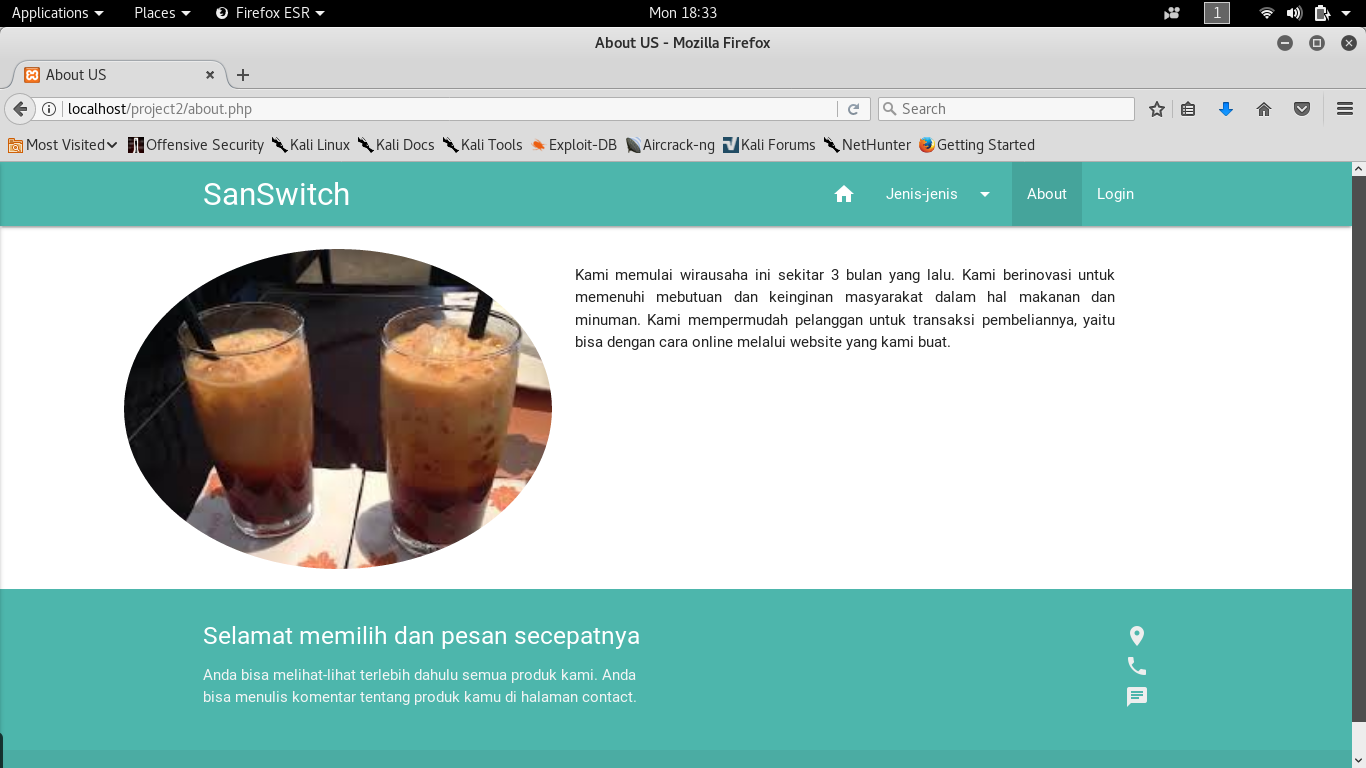 Applications Places Firefox ESR Mon 18:33 1
About US - Mozilla Firefox
About US
localhost/project2/about.php Search
Most Visited Offensive Security Kali Linux Kali Docs Kali Tools Exploit-DB Aircrack-ng Kali Forums NetHunter Getting Started
SanSwitch Jenis-jenis About Login
Kami memulai wirausaha ini sekitar 3 bulan yang lalu. Kami berinovasi untuk
memenuhi mebutuan dan keinginan masyarakat dalam hal makanan dan
minuman. Kami mempermudah pelanggan untuk transaksi pembeliannya, yaitu
bisa dengan cara online melalui website yang kami buat.
Selamat memilih dan pesan secepatnya
Anda bisa melihat-lihat terlebih dahulu semua produk kami. Anda
bisa menulis komentar tentang produk kamu di halaman contact.